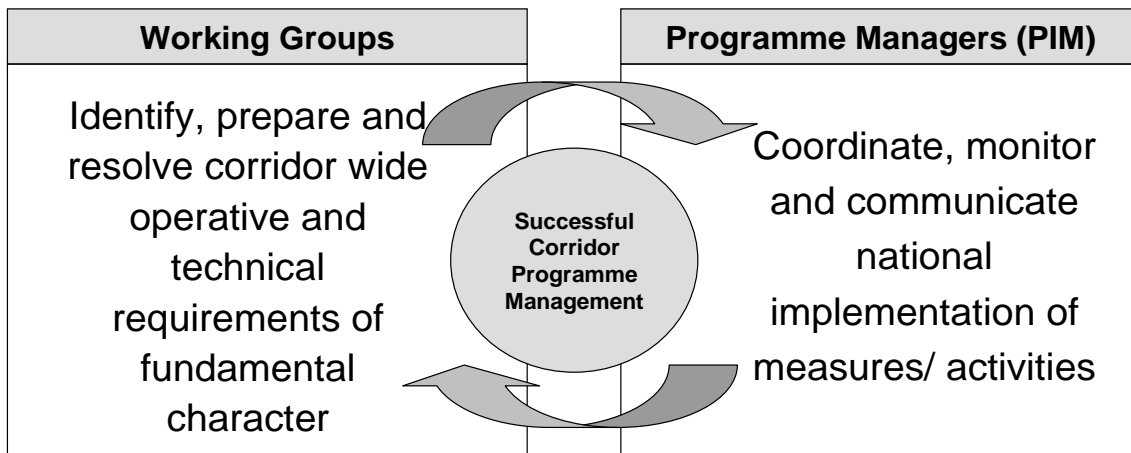 Working Groups
Identify, prepare and
resolve corridor wide
operative and
technical
requirements of
fundamental
character
Successful
Corridor
Programme
Management
Programme Managers (PIM)
Coordinate, monitor
and communicate
national
implementation of
measures/ activities